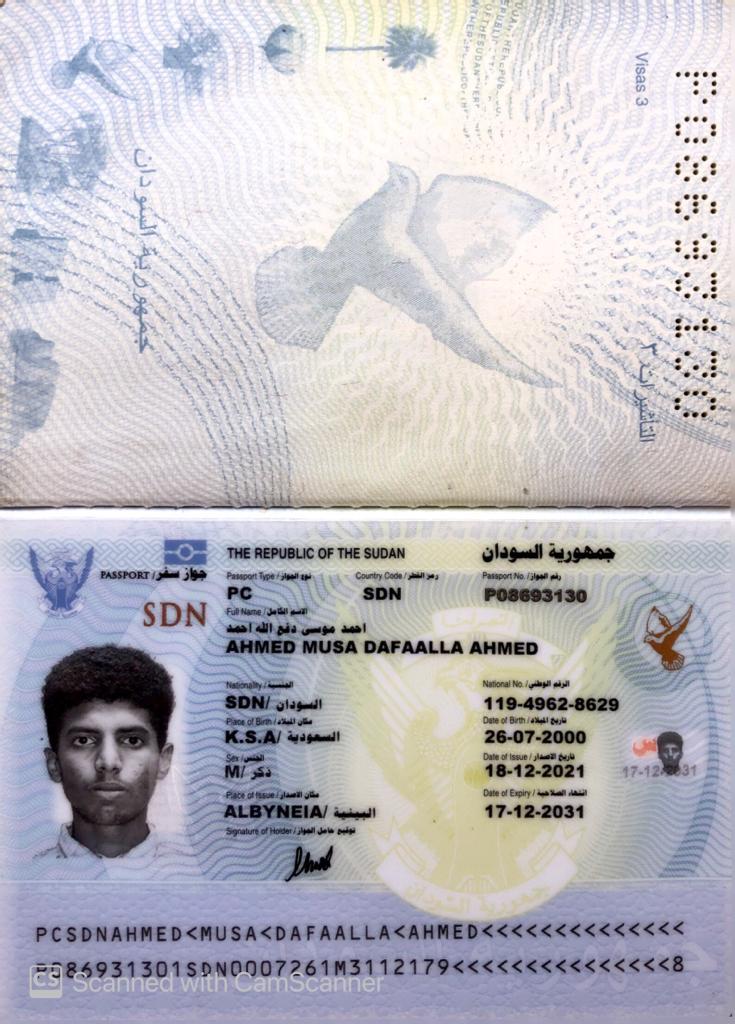 Visas 3
P08693130
التأشيرات ٣
جمهورية السودان
THE REPUBLIC OF THE SUDAN جمهورية السودان
PASSPORT / جواز سفر
Passport Type / نوع الجواز Country Code / رمز القطر Passport No. / رقم الجواز
PC SDN P08693130
SDN
Full Name / الاسم الكامل
احمد موسى دفع الله احمد
AHMED MUSA DAFAALLA AHMED
Nationality / الجنسية National No. / الرقم الوطني
SDN/ السودان 119-4962-8629
Place of Birth / مكان الميلاد Date of Birth / تاريخ الميلاد
K.S.A/ السعودية 26-07-2000
Sex / الجنس Date of Issue / تاريخ الاصدار
M/ ذكر 18-12-2021
س
17-12-2031
Place of Issue / مكان الاصدار Date of Expiry / انتهاء الصلاحية
ALBYNEIA/ البينية 17-12-2031
Signature of Holder / توقيع حامل الجواز
جمهورية السودان
PCSDNAHMED<MUSA<DAFAALLA<AHMED<<<<<<<<<<<<<<
P086931301SDN0007261M3112179<<<<<<<<<<<<<<<8
CS Scanned with CamScanner